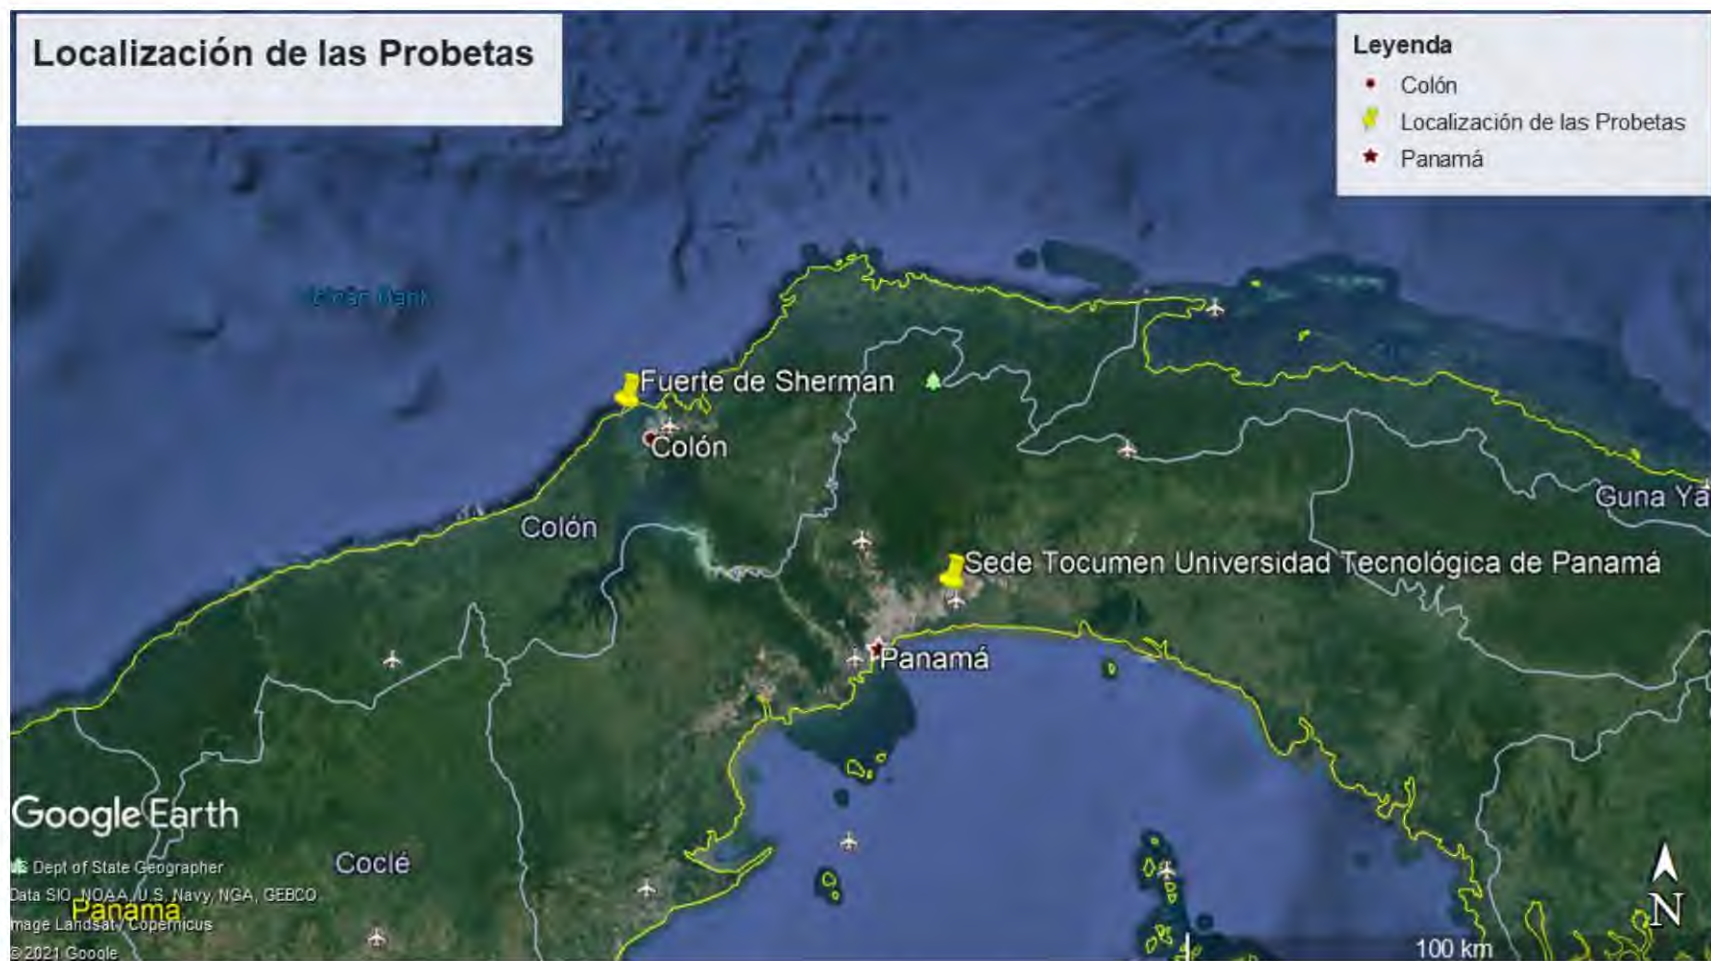 Localización de las Probetas
Leyenda
Colón
Localización de las Probetas
Panamá
Fuerte de Sherman
Colón
Guna Ya
Colón
Sede Tocumen Universidad Tecnológica de Panamá
Panamá
Google Earth
Coclé
US Dept of State Geographer
Data SIO, NOAA, U.S. Navy, NGA, GEBCO
Panamá
Image Landsat / Copernicus
© 2021 Google
N
100 km